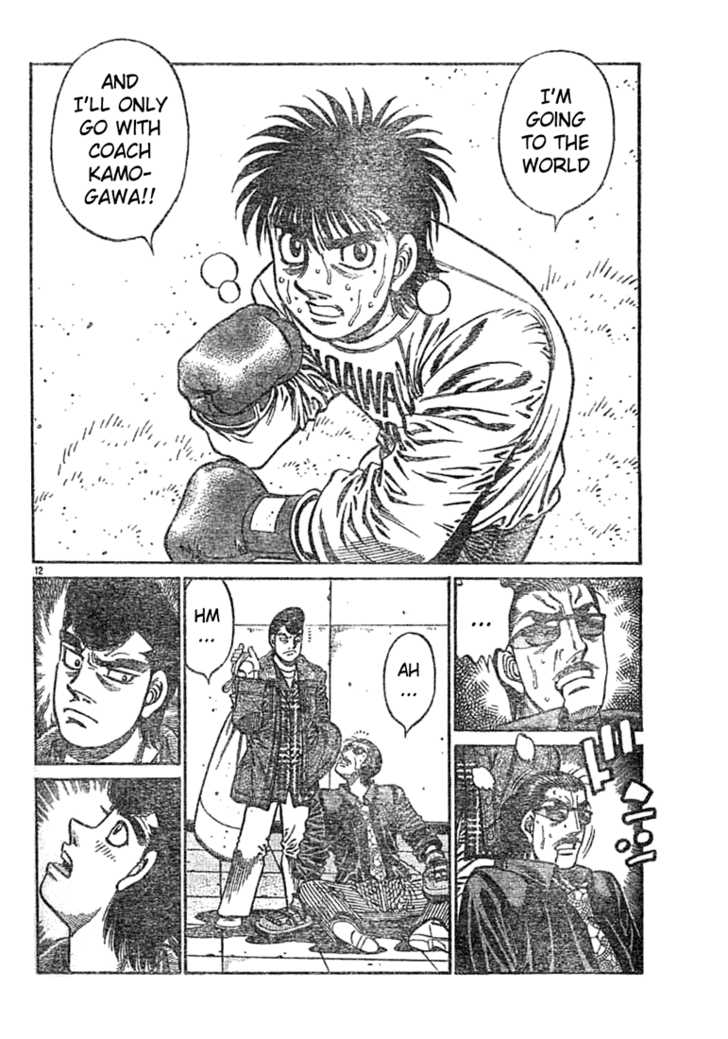 I'M
GOING
TO THE
WORLD
AND
I'LL ONLY
GO WITH
COACH
KAMO-
GAWA!!
12
...
AH
...
HM
...